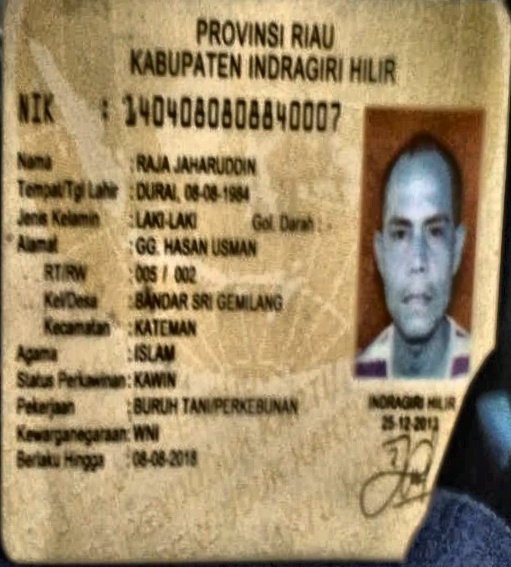 PROVINSI RIAU
KABUPATEN INDRAGIRI HILIR
NIK : 1404080808840007
Nama : RAJA JAHARUDDIN
Tempat/Tgl Lahir : DURAI, 08-08-1984
Jenis Kelamin : LAKI-LAKI Gol. Darah : -
Alamat : GG. HASAN USMAN
RT/RW : 005 / 002
Kel/Desa : BANDAR SRI GEMILANG
Kecamatan : KATEMAN
Agama : ISLAM
Status Perkawinan: KAWIN
Pekerjaan : BURUH TANI/PERKEBUNAN
Kewarganegaraan: WNI
Berlaku Hingga : 08-08-2018
INDRAGIRI HILIR
25-12-2013